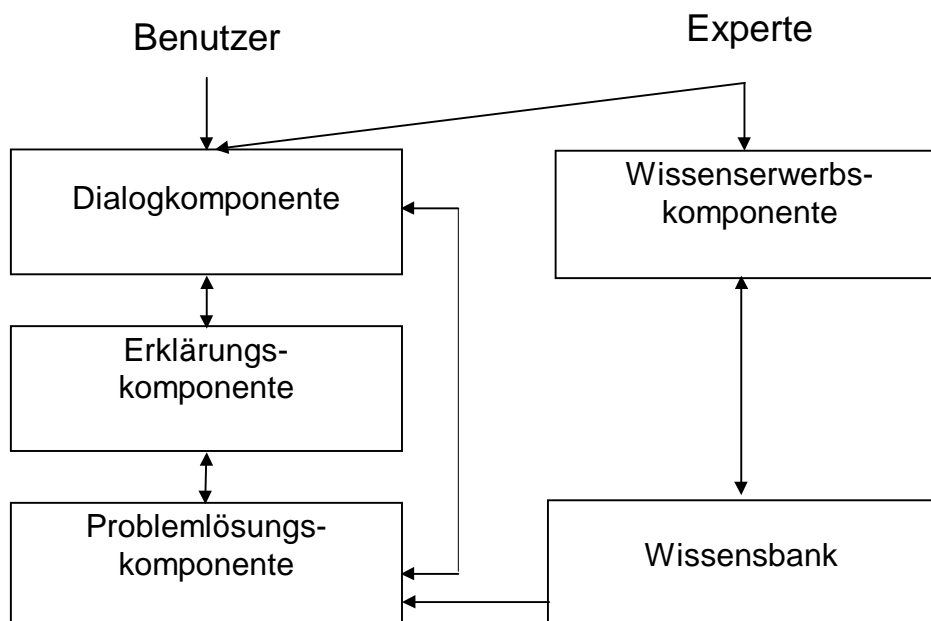 Benutzer
Experte
Dialogkomponente
Wissenserwerbs-
komponente
Erklärungs-
komponente
Problemlösungs-
komponente
Wissensbank